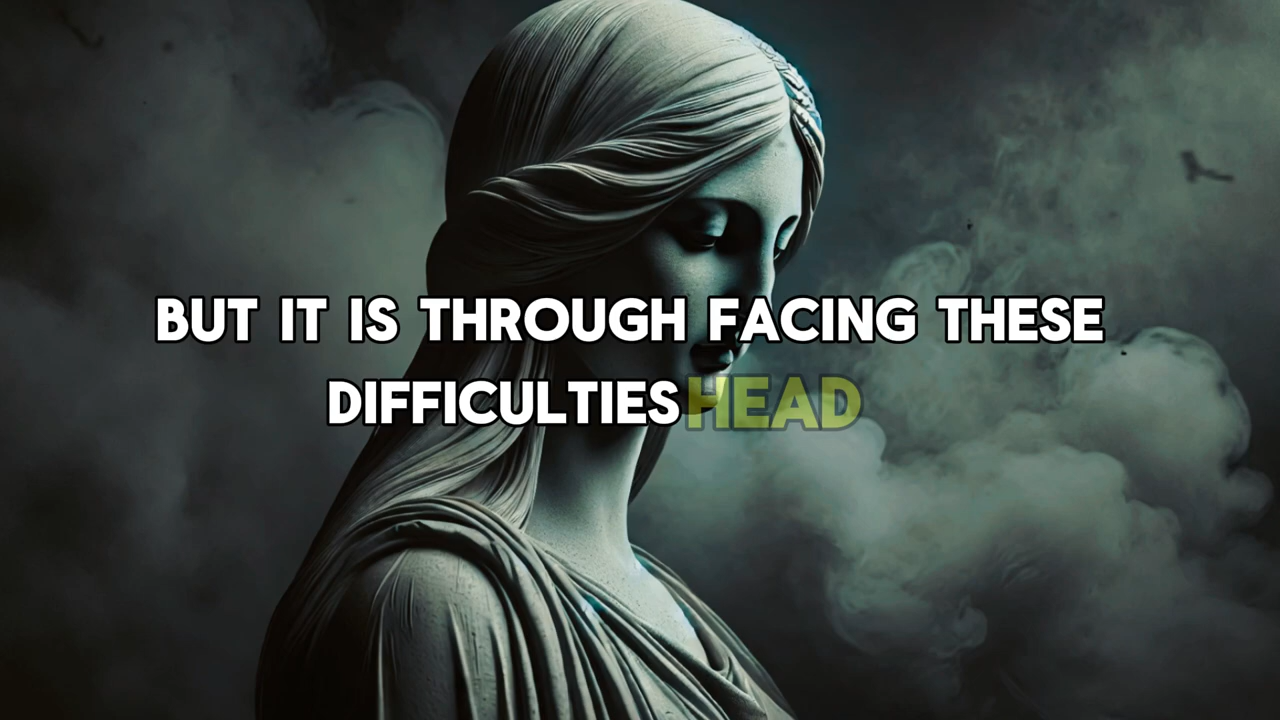 BUT IT IS THROUGH FACING THESE
DIFFICULTIES HEAD